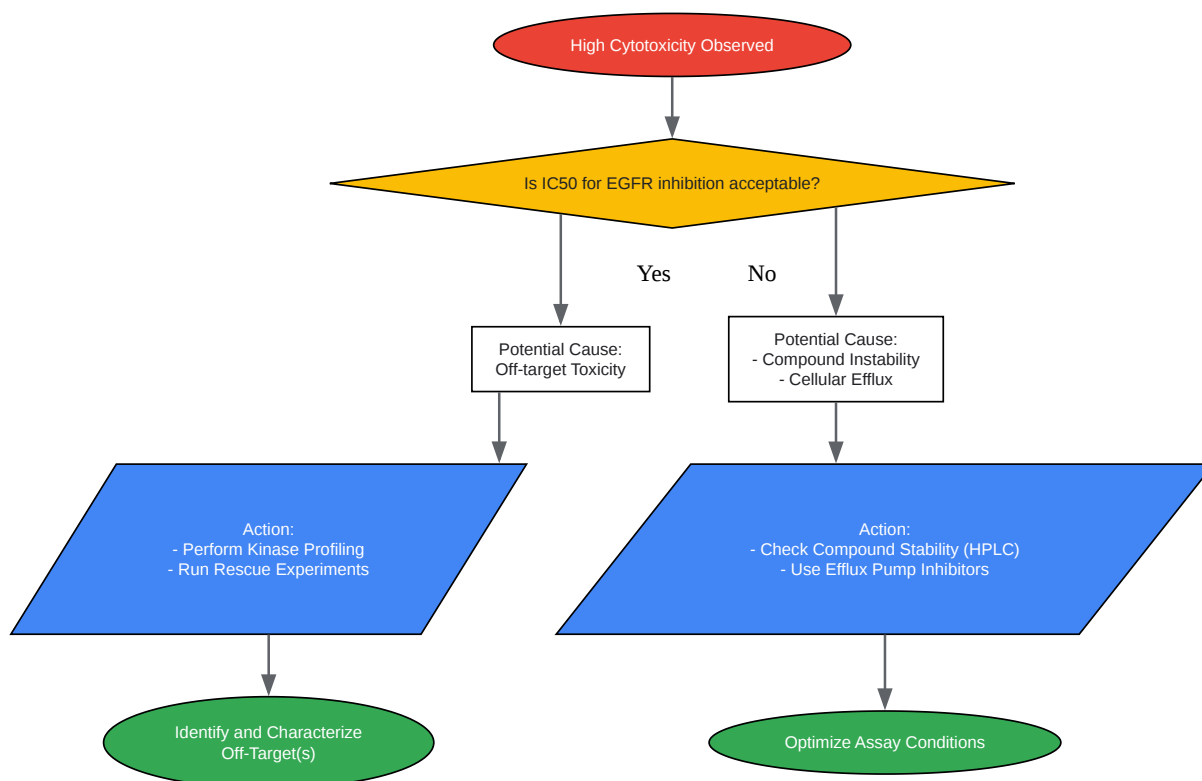 High Cytotoxicity Observed
Is IC50 for EGFR inhibition acceptable?
Yes
No
Potential Cause:
Off-target Toxicity
Potential Cause:
- Compound Instability
- Cellular Efflux
Action:
- Perform Kinase Profiling
- Run Rescue Experiments
Action:
- Check Compound Stability (HPLC)
- Use Efflux Pump Inhibitors
Identify and Characterize
Off-Target(s)
Optimize Assay Conditions